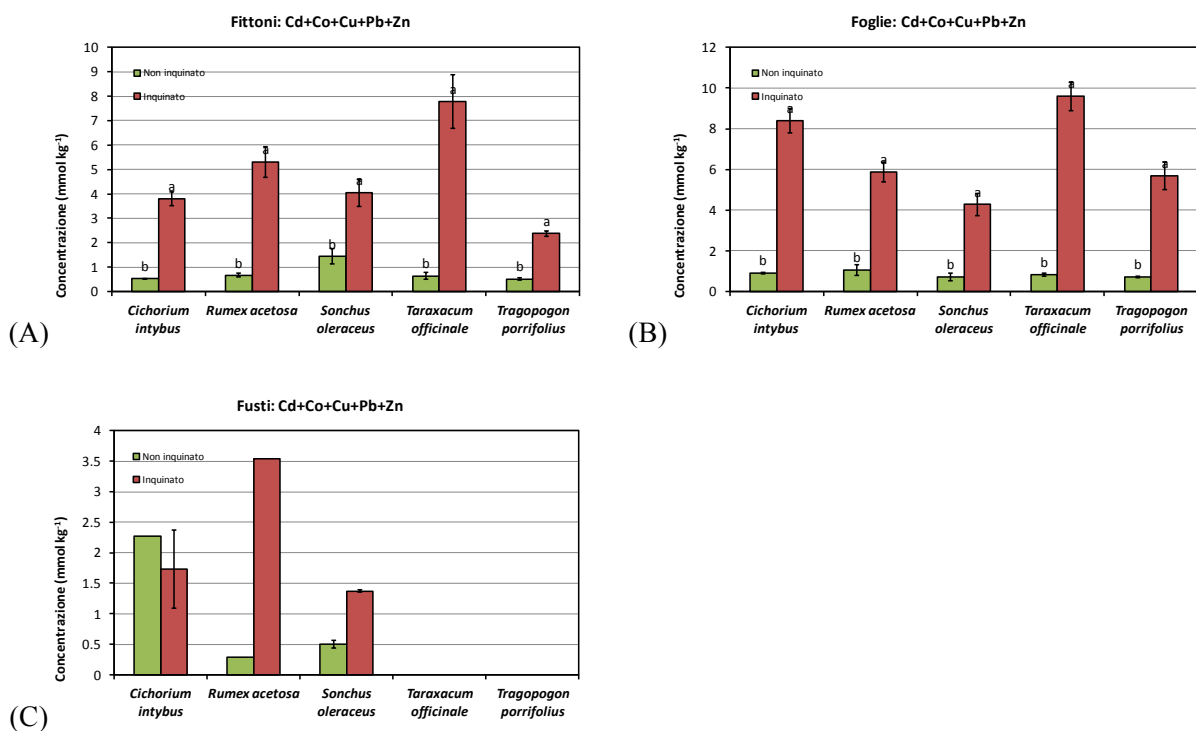 Fittoni: Cd+Co+Cu+Pb+Zn
Concentrazione (mmol kg⁻¹)
10
9
8
7
6
5
4
3
2
1
0
Non inquinato
Inquinato
b a b a b a b a b a
Cichorium intybus
Rumex acetosa
Sonchus oleraceus
Taraxacum officinale
Tragopogon porrifolius
(A)
Foglie: Cd+Co+Cu+Pb+Zn
Concentrazione (mmol kg⁻¹)
12
10
8
6
4
2
0
Non inquinato
Inquinato
b a b a b a b a b a
Cichorium intybus
Rumex acetosa
Sonchus oleraceus
Taraxacum officinale
Tragopogon porrifolius
(B)
Fusti: Cd+Co+Cu+Pb+Zn
Concentrazione (mmol kg⁻¹)
4
3.5
3
2.5
2
1.5
1
0.5
0
Non inquinato
Inquinato
Cichorium intybus
Rumex acetosa
Sonchus oleraceus
Taraxacum officinale
Tragopogon porrifolius
(C)